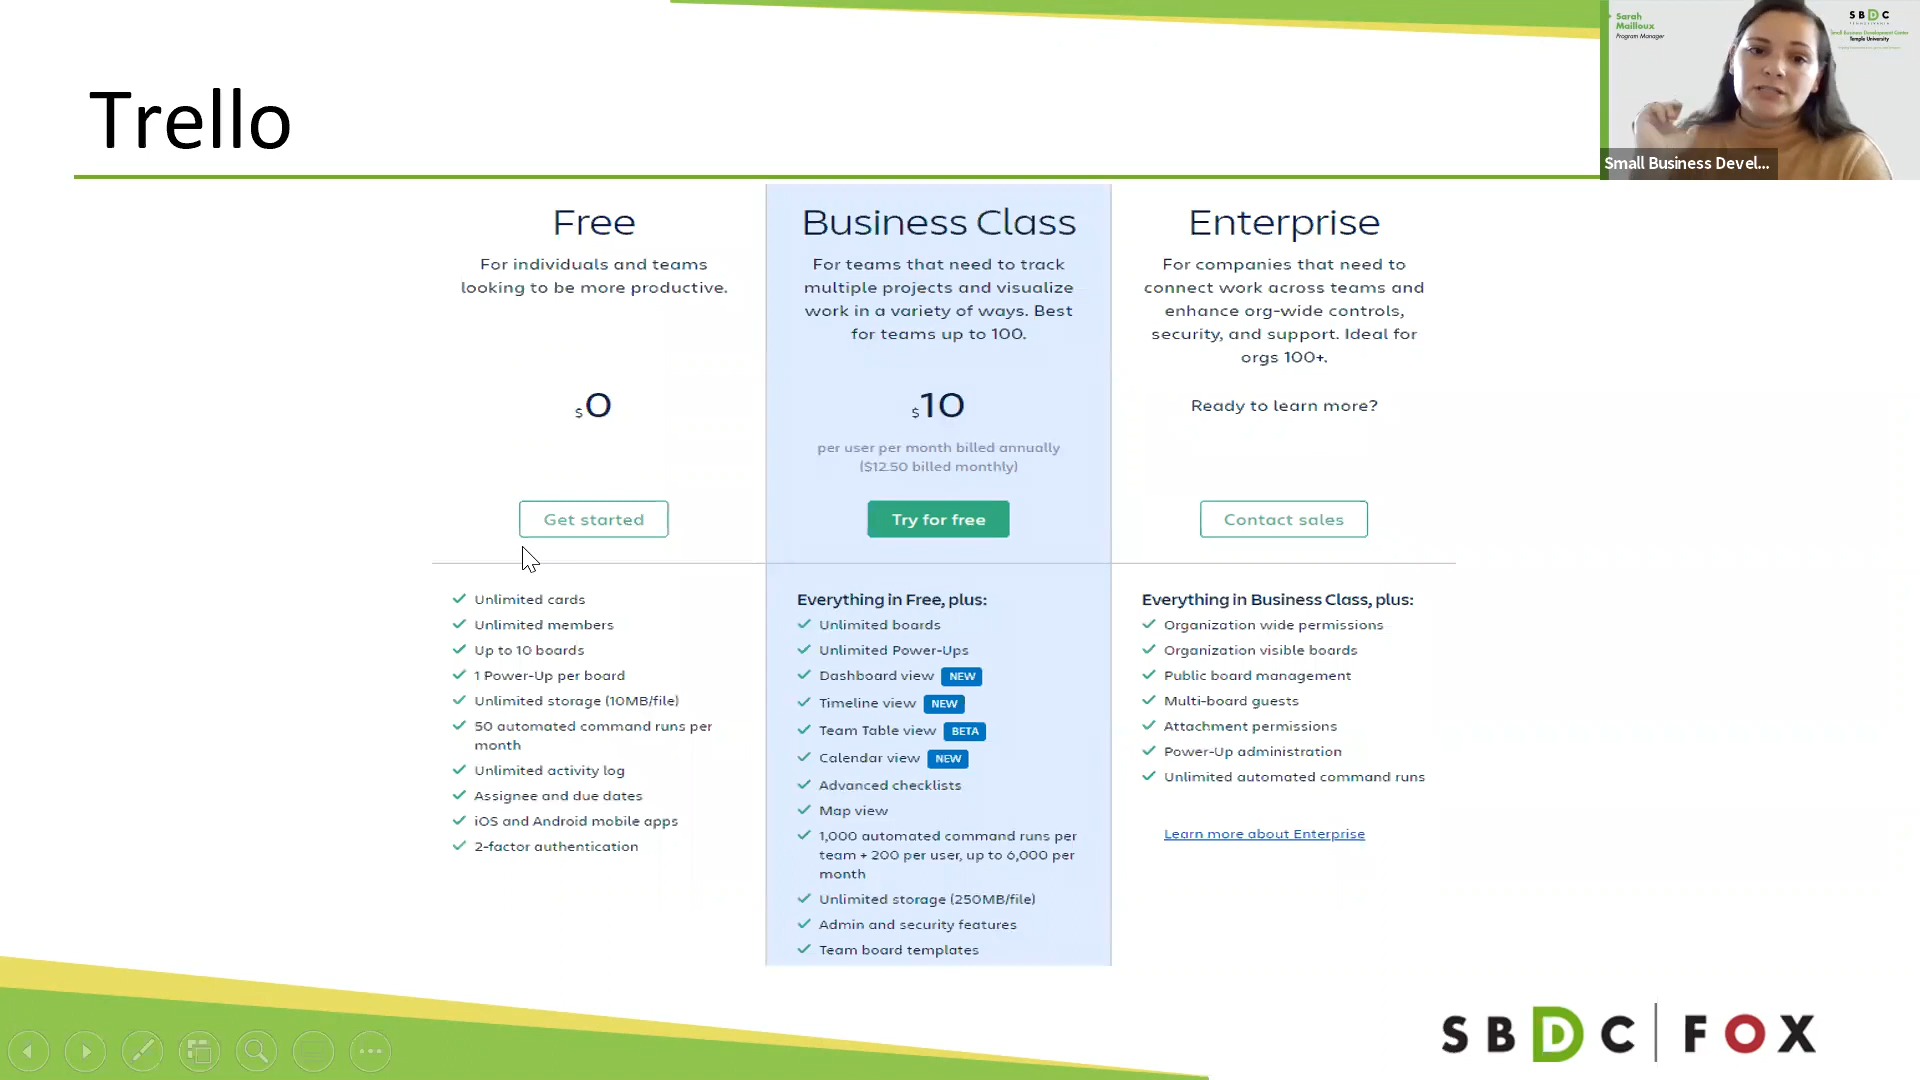 Trello
Sarah
Mailloux
Program Manager
SBDC
Small Business Development Center
Temple University
Small Business Devel...
Free
For individuals and teams
looking to be more productive.
$0
Get started
Unlimited cards
Unlimited members
Up to 10 boards
1 Power-Up per board
Unlimited storage (10MB/file)
50 automated command runs per
month
Unlimited activity log
Assignee and due dates
iOS and Android mobile apps
2-factor authentication
Business Class
For teams that need to track
multiple projects and visualize
work in a variety of ways. Best
for teams up to 100.
$10
per user per month billed annually
($12.50 billed monthly)
Try for free
Everything in Free, plus:
Unlimited boards
Unlimited Power-Ups
Dashboard view NEW
Timeline view NEW
Team Table view BETA
Calendar view NEW
Advanced checklists
Map view
1,000 automated command runs per
team + 200 per user, up to 6,000 per
month
Unlimited storage (250MB/file)
Admin and security features
Team board templates
Enterprise
For companies that need to
connect work across teams and
enhance org-wide controls,
security, and support. Ideal for
orgs 100+.
Ready to learn more?
Contact sales
Everything in Business Class, plus:
Organization wide permissions
Organization visible boards
Public board management
Multi-board guests
Attachment permissions
Power-Up administration
Unlimited automated command runs
Learn more about Enterprise
SBDC | FOX